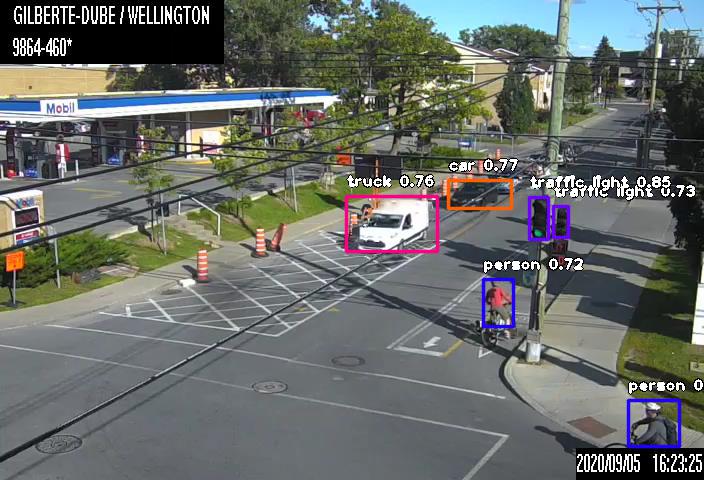 GILBERTE-DUBE / WELLINGTON
9864-460*
Mobil
car 0.77
truck 0.76
traffic light 0.85
traffic light 0.73
person 0.72
person 0
2020/09/05 16:23:25